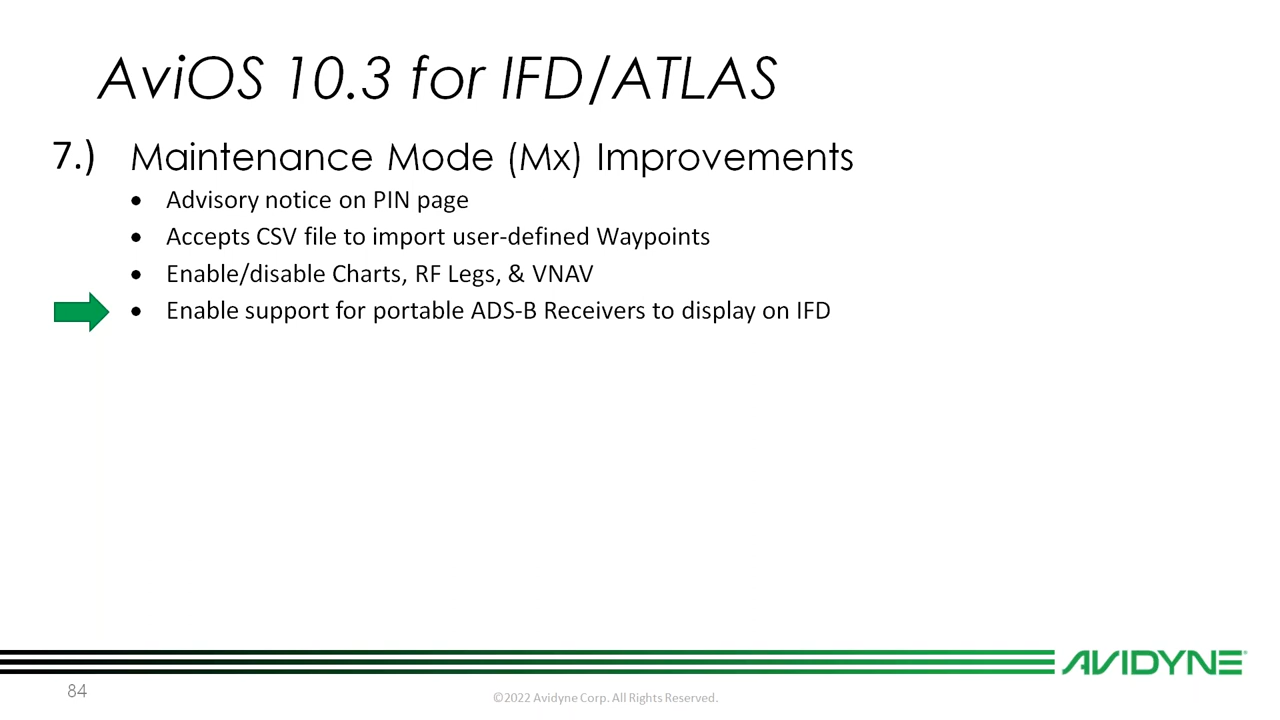 AviOS 10.3 for IFD/ATLAS
7.) Maintenance Mode (Mx) Improvements
• Advisory notice on PIN page
• Accepts CSV file to import user-defined Waypoints
• Enable/disable Charts, RF Legs, & VNAV
• Enable support for portable ADS-B Receivers to display on IFD
AVIDYNE®
84
©2022 Avidyne Corp. All Rights Reserved.